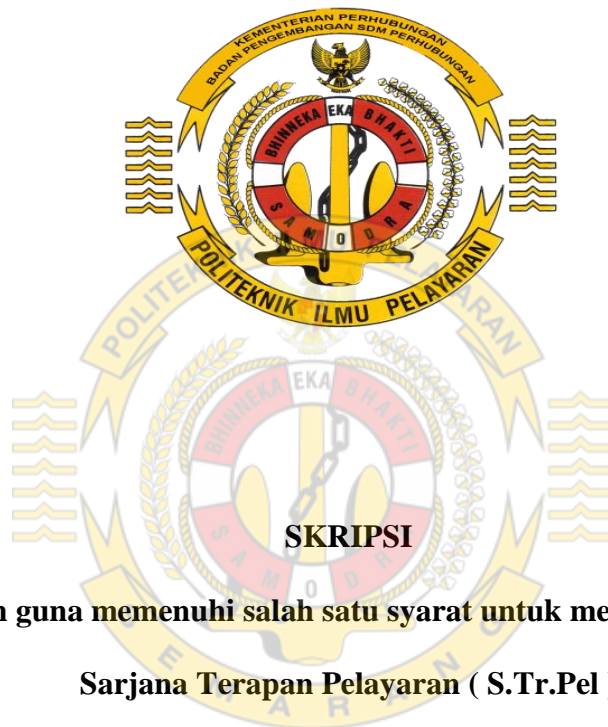 KEMENTERIAN PERHUBUNGAN
BADAN PENGEMBANGAN SDM PERHUBUNGAN
BHINNEKA EKA BHAKTI
SAMODRA
POLITEKNIK ILMU PELAYARAN
SKRIPSI
guna memenuhi salah satu syarat untuk
Sarjana Terapan Pelayaran ( S.Tr.Pel
SEMARANG